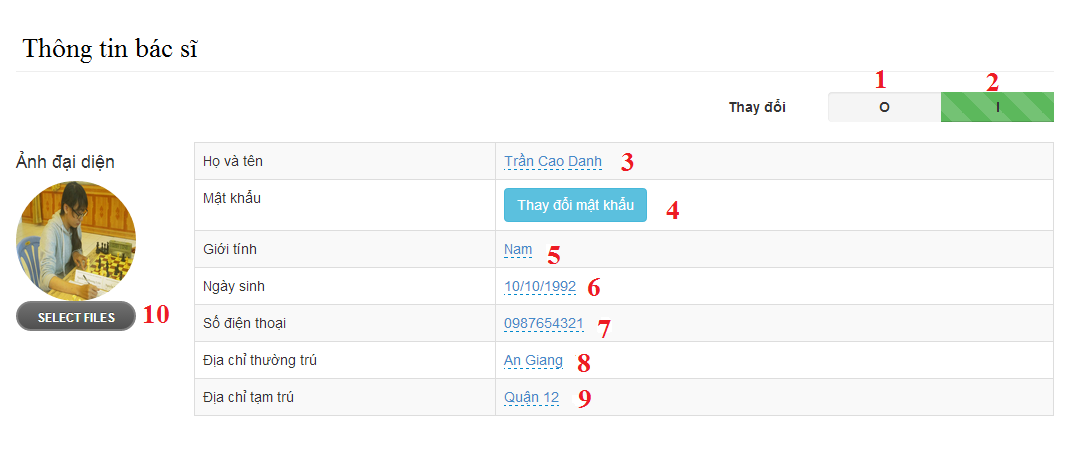 Thông tin bác sĩ
1 2
Thay đổi O I
Ảnh đại diện
Họ và tên Trần Cao Danh 3
Mật khẩu Thay đổi mật khẩu 4
Giới tính Nam 5
Ngày sinh 10/10/1992 6
SELECT FILES 10
Số điện thoại 0987654321 7
Địa chỉ thường trú An Giang 8
Địa chỉ tạm trú Quận 12 9